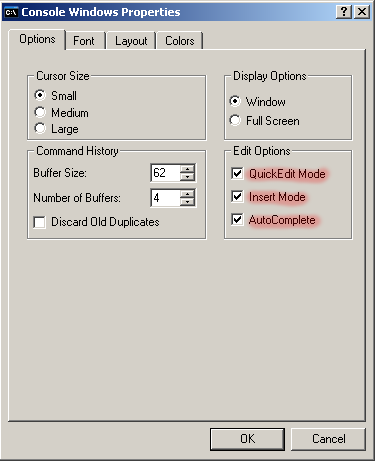 C:\ Console Windows Properties ? X
Options Font Layout Colors
Cursor Size
Small
Medium
Large
Display Options
Window
Full Screen
Command History
Buffer Size: 62
Number of Buffers: 4
Discard Old Duplicates
Edit Options
QuickEdit Mode
Insert Mode
AutoComplete
OK Cancel